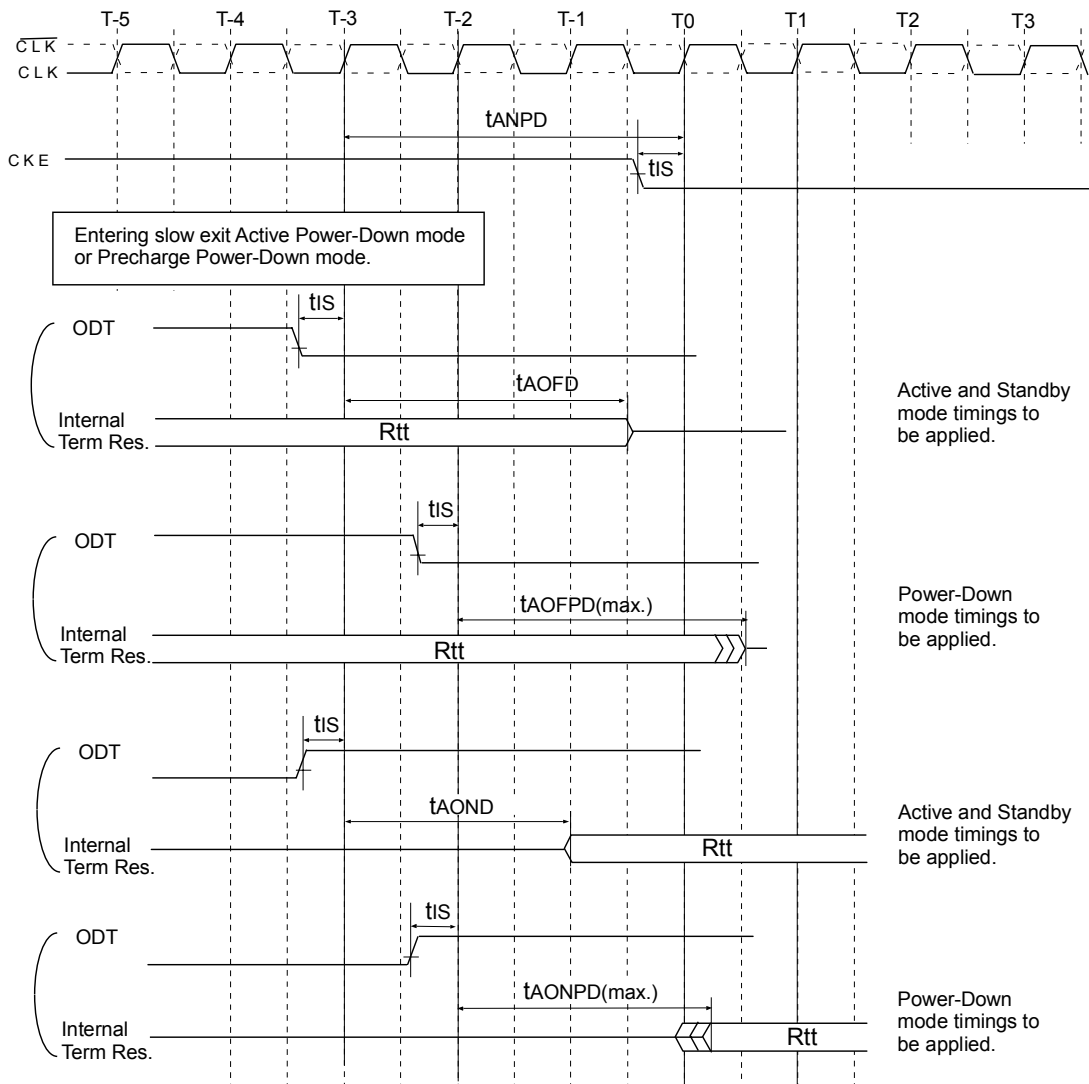 T-5 T-4 T-3 T-2 T-1 T0 T1 T2 T3
CLK
CLK
tANPD
CKE
tIS
Entering slow exit Active Power-Down mode
or Precharge Power-Down mode.
tIS
ODT
tAOFD
Internal
Term Res.
Rtt
Active and Standby
mode timings to
be applied.
tIS
ODT
tAOFPD(max.)
Internal
Term Res.
Rtt
Power-Down
mode timings to
be applied.
tIS
ODT
tAOND
Internal
Term Res.
Rtt
Active and Standby
mode timings to
be applied.
tIS
ODT
tAONPD(max.)
Internal
Term Res.
Rtt
Power-Down
mode timings to
be applied.